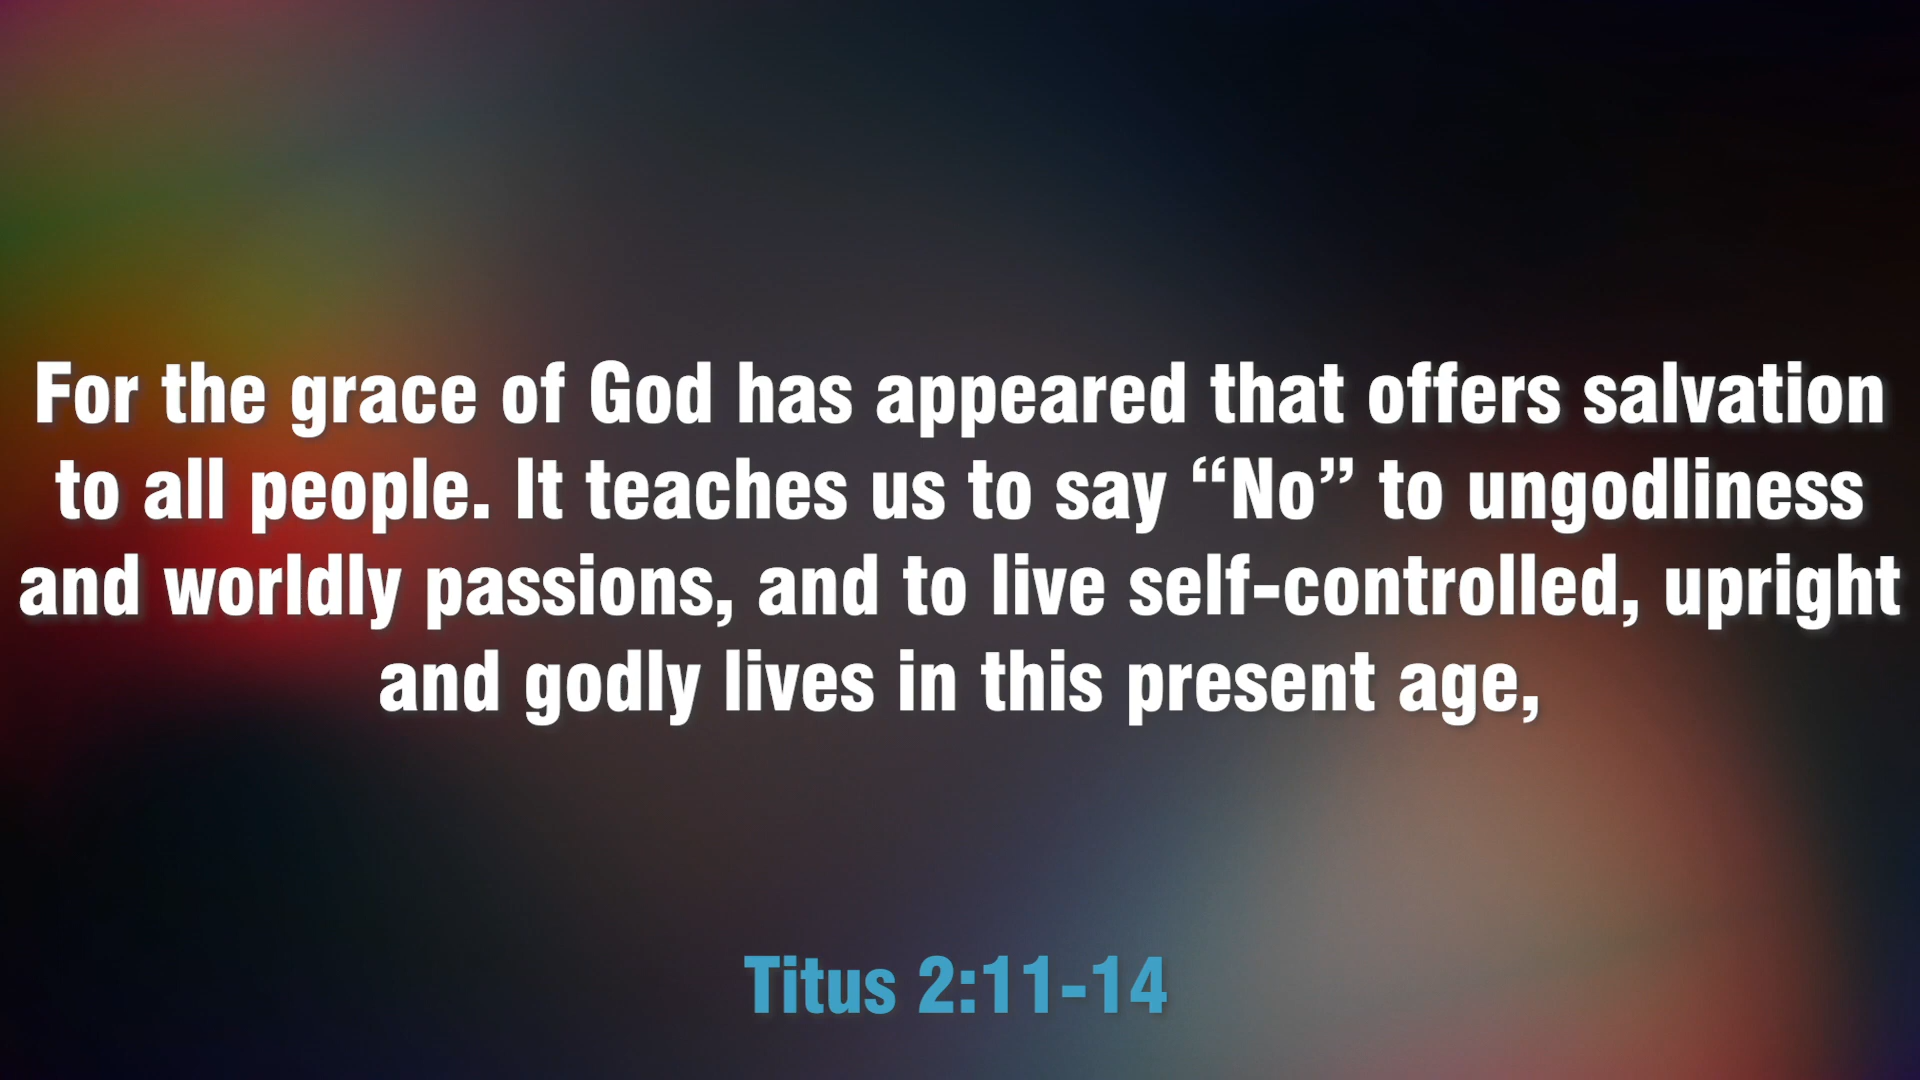 For the grace of God has appeared that offers salvation
to all people. It teaches us to say “No” to ungodliness
and worldly passions, and to live self-controlled, upright
and godly lives in this present age,
Titus 2:11-14